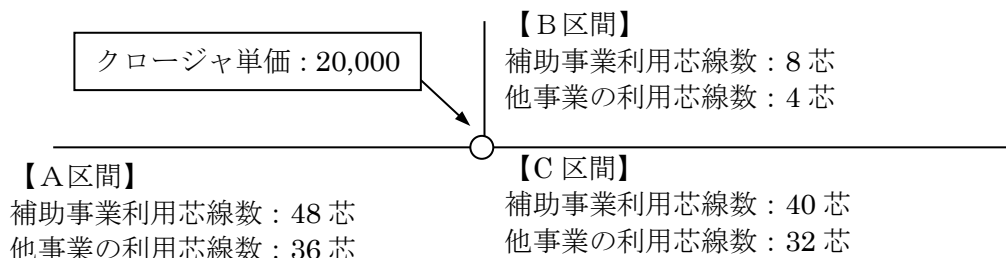 クロージャ単価：20,000
【Ｂ区間】
補助事業利用芯線数：8 芯
他事業の利用芯線数：4 芯
【Ａ区間】
補助事業利用芯線数：48 芯
他事業の利用芯線数：36 芯
【C 区間】
補助事業利用芯線数：40 芯
他事業の利用芯線数：32 芯